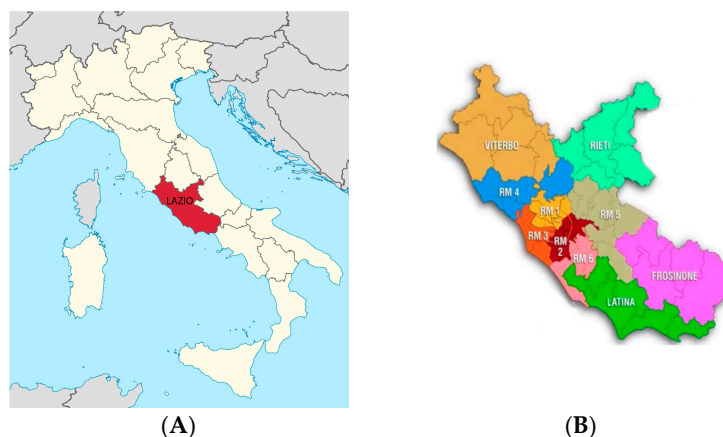 LAZIO
VITERBO
RIETI
RM 4
RM 1
RM 5
RM 3
RM
2
RM 6
FROSINONE
LATINA
(A)
(B)